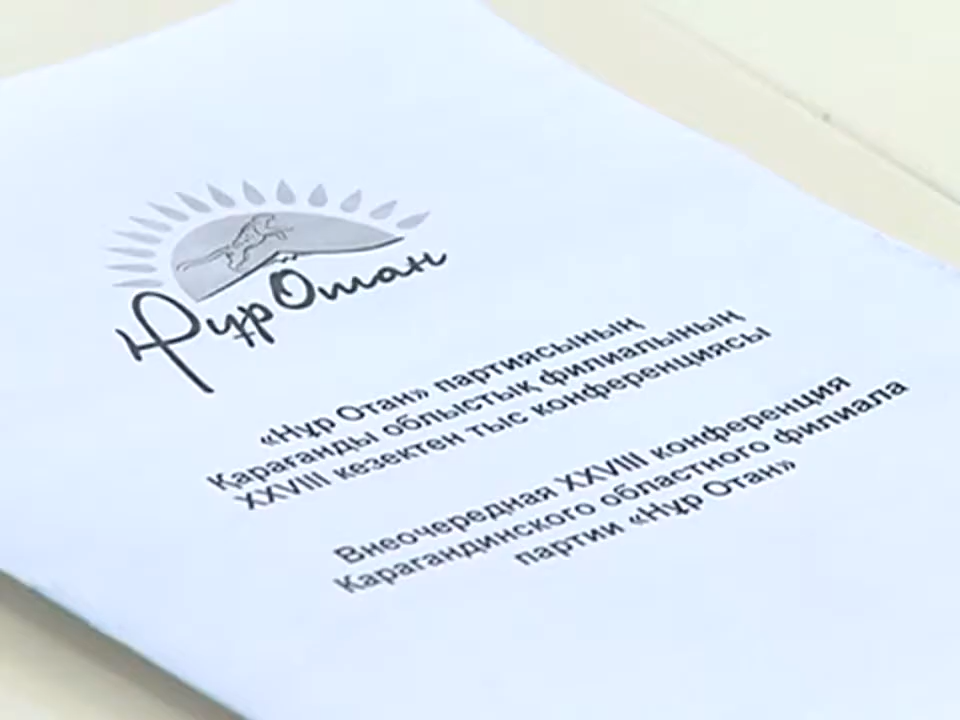 Нұр Отан
«Нұр Отан» партиясының
Қарағанды облыстық филиалының
XXVIII кезектен тыс конференциясы
Внеочередная XXVIII конференция
Карагандинского областного филиала
партии «Нұр Отан»